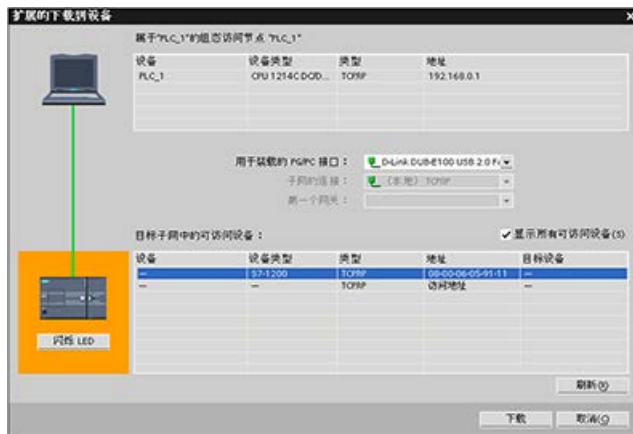 扩展的下载到设备
属于"PLC_1"的组态访问节点 "PLC_1"
设备 设备类型 类型 地址
PLC_1 CPU 1214C DC/D... TCP/IP 192.168.0.1
用于装载的 PG/PC 接口： D-Link DUB-E100 USB 2.0 Fa
子网的连接： （本地） TCP/IP
第一个网关：
目标子网中的可访问设备： 显示所有可访问设备(S)
设备 设备类型 类型 地址 目标设备
— S7-1200 TCP/IP 08-00-06-05-91-11 —
— — TCP/IP 访问地址 —
闪烁 LED
刷新(R)
下载 取消(C)